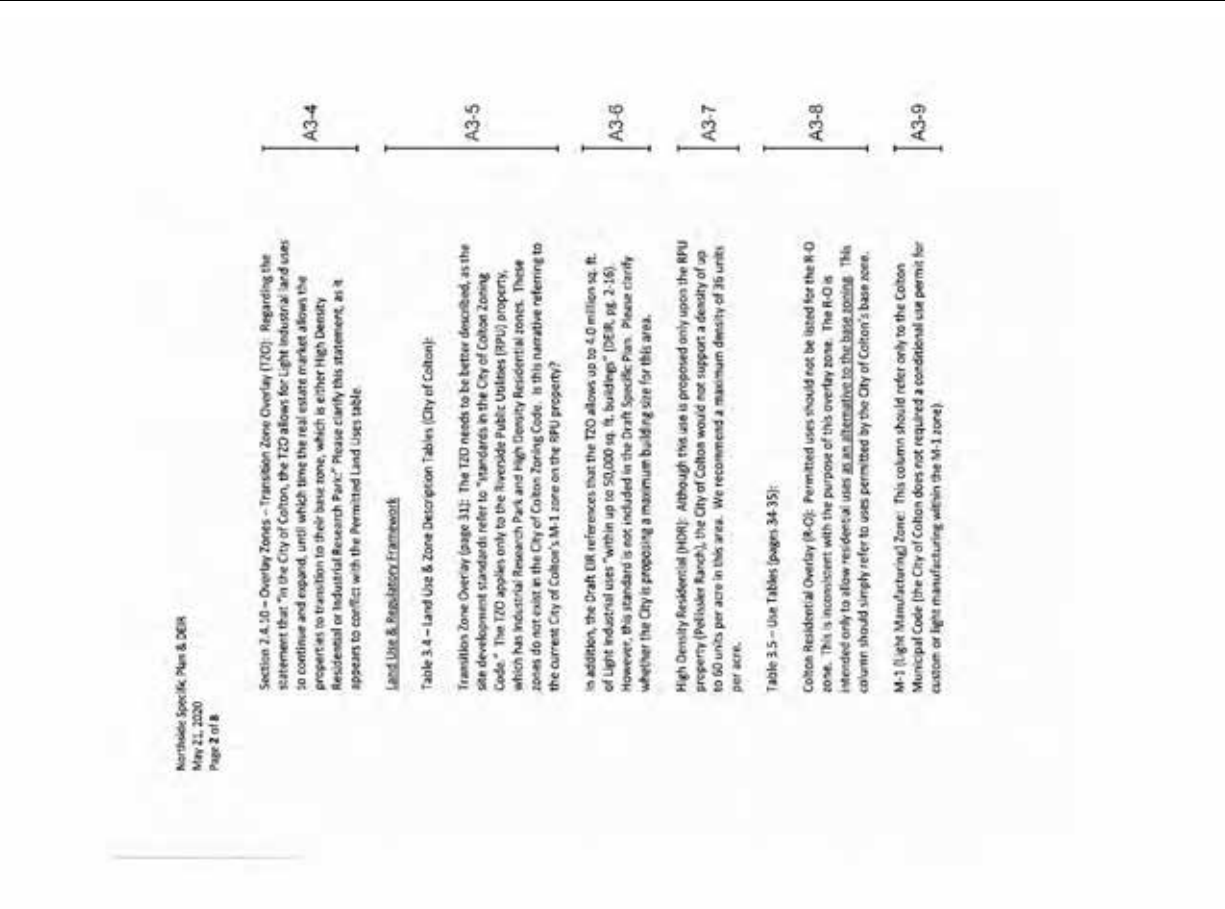 Northside Specific Plan & DEIR
May 21, 2020
Page 2 of 8
Section 2.4.10 – Overlay Zones – Transition Zone Overlay (TZO): Regarding the
statement that "in the City of Colton, the TZO allows for Light Industrial land uses
to continue and expand, until which time the real estate market allows the
properties to transition to their base zone, which is either High Density
Residential or Industrial Research Park:" Please clarify this statement, as it
appears to conflict with the Permitted Land Uses table.
A3-4
Land Use & Regulatory Framework
Table 3.4 – Land Use & Zone Description Tables (City of Colton):
Transition Zone Overlay (page 31): The TZO needs to be better described, as the
site development standards refer to "standards in the City of Colton Zoning
Code." The TZO applies only to the Riverside Public Utilities (RPU) property,
which has Industrial Research Park and High Density Residential zones. These
zones do not exist in the City of Colton Zoning Code. Is this narrative referring to
the current City of Colton's M-1 zone on the RPU property?
A3-5
In addition, the Draft EIR references that the TZO allows up to 4.0 million sq. ft.
of Light Industrial uses "within up to 50,000 sq. ft. buildings" (DEIR, pg. 2-16).
However, this standard is not included in the Draft Specific Plan. Please clarify
whether the City is proposing a maximum building size for this area.
A3-6
High Density Residential (HDR): Although this use is proposed only upon the RPU
property (Pellissier Ranch), the City of Colton would not support a density of up
to 60 units per acre in this area. We recommend a maximum density of 36 units
per acre.
A3-7
Table 3.5 – Use Tables (pages 34-35):
Colton Residential Overlay (R-O): Permitted uses should not be listed for the R-O
zone. This is inconsistent with the purpose of this overlay zone. The R-O is
intended only to allow residential uses as an alternative to the base zoning. This
column should simply refer to uses permitted by the City of Colton's base zone.
A3-8
M-1 (Light Manufacturing) Zone: This column should refer only to the Colton
Municipal Code (the City of Colton does not required a conditional use permit for
custom or light manufacturing within the M-1 zone).
A3-9